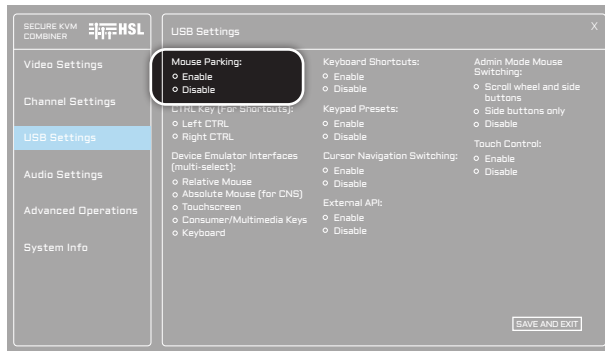 SECURE KVM
COMBINER
HSL
USB Settings
X
Video Settings
Channel Settings
USB Settings
Audio Settings
Advanced Operations
System Info
Mouse Parking:
Enable
Disable
CTRL Key (For Shortcuts):
Left CTRL
Right CTRL
Device Emulator Interfaces
(multi-select):
Relative Mouse
Absolute Mouse (for CNS)
Touchscreen
Consumer/Multimedia Keys
Keyboard
Keyboard Shortcuts:
Enable
Disable
Keypad Presets:
Enable
Disable
Cursor Navigation Switching:
Enable
Disable
External API:
Enable
Disable
Admin Mode Mouse
Switching:
Scroll wheel and side
buttons
Side buttons only
Disable
Touch Control:
Enable
Disable
SAVE AND EXIT